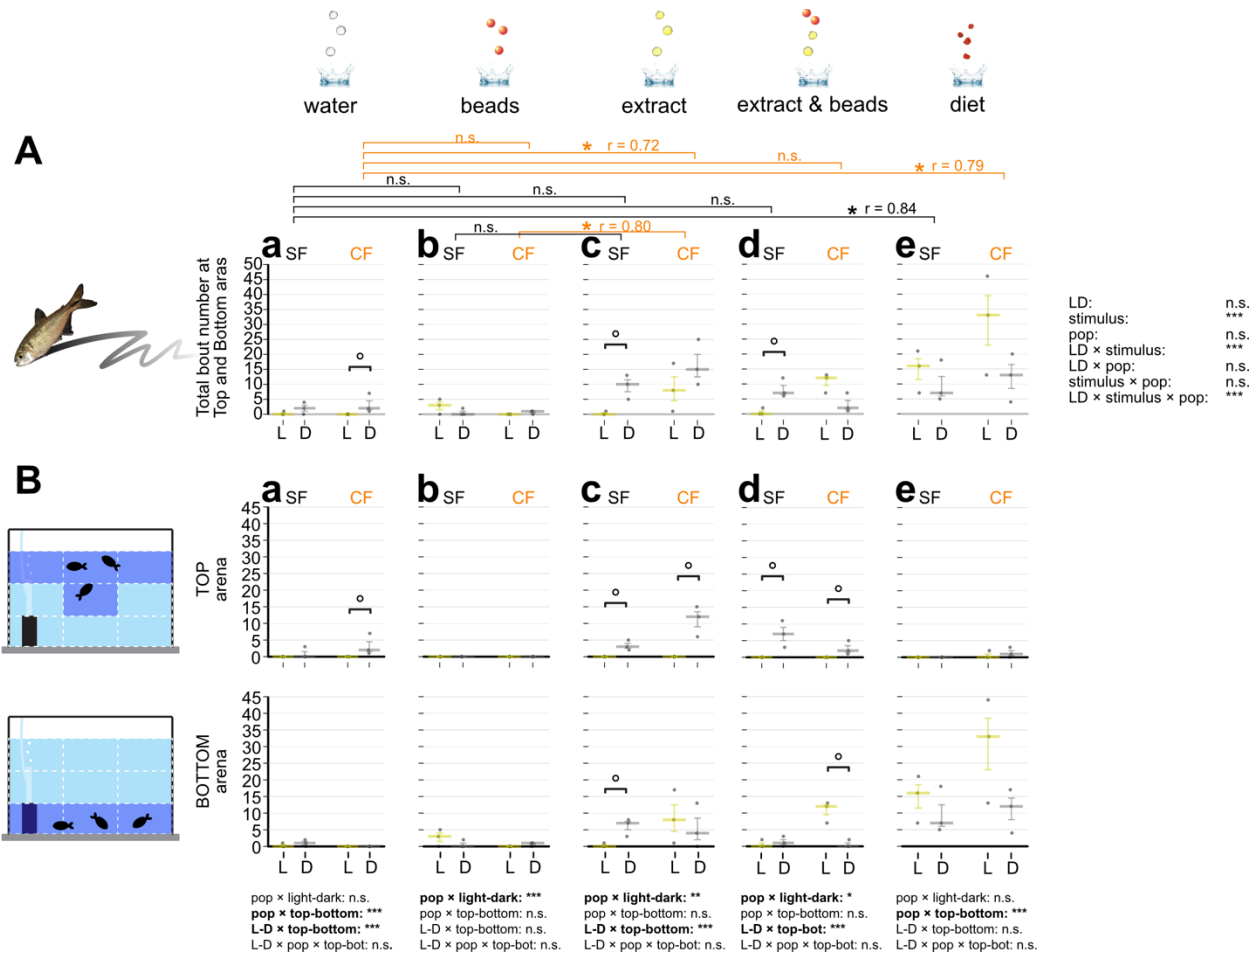 water beads extract extract & beads diet
A
n.s. * r = 0.72
n.s. * r = 0.79
n.s. n.s. n.s. * r = 0.84
n.s. * r = 0.80
a SF CF b SF CF c SF CF d SF CF e SF CF
Total bout number at
Top and Bottom aras
50
45
40
35
30
25
20
15
10
5
0
L D L D L D L D L D L D L D L D L D L D
LD: n.s.
stimulus: ***
pop: n.s.
LD × stimulus: ***
LD × pop: n.s.
stimulus × pop: n.s.
LD × stimulus × pop: ***
B
a SF CF b SF CF c SF CF d SF CF e SF CF
TOP
arena
45
40
35
30
25
20
15
10
5
0
BOTTOM
arena
45
40
35
30
25
20
15
10
5
0
L D L D L D L D L D L D L D L D L D L D
pop × light-dark: n.s.
pop × top-bottom: ***
L-D × top-bottom: ***
L-D × pop × top-bot: n.s.
pop × light-dark: ***
pop × top-bottom: n.s.
L-D × top-bottom: n.s.
L-D × pop × top-bot: n.s.
pop × light-dark: **
pop × top-bottom: n.s.
L-D × top-bottom: ***
L-D × pop × top-bot: n.s.
pop × light-dark: *
pop × top-bottom: n.s.
L-D × top-bot: ***
L-D × pop × top-bot: n.s.
pop × light-dark: n.s.
pop × top-bottom: ***
L-D × top-bottom: n.s.
L-D × pop × top-bot: n.s.